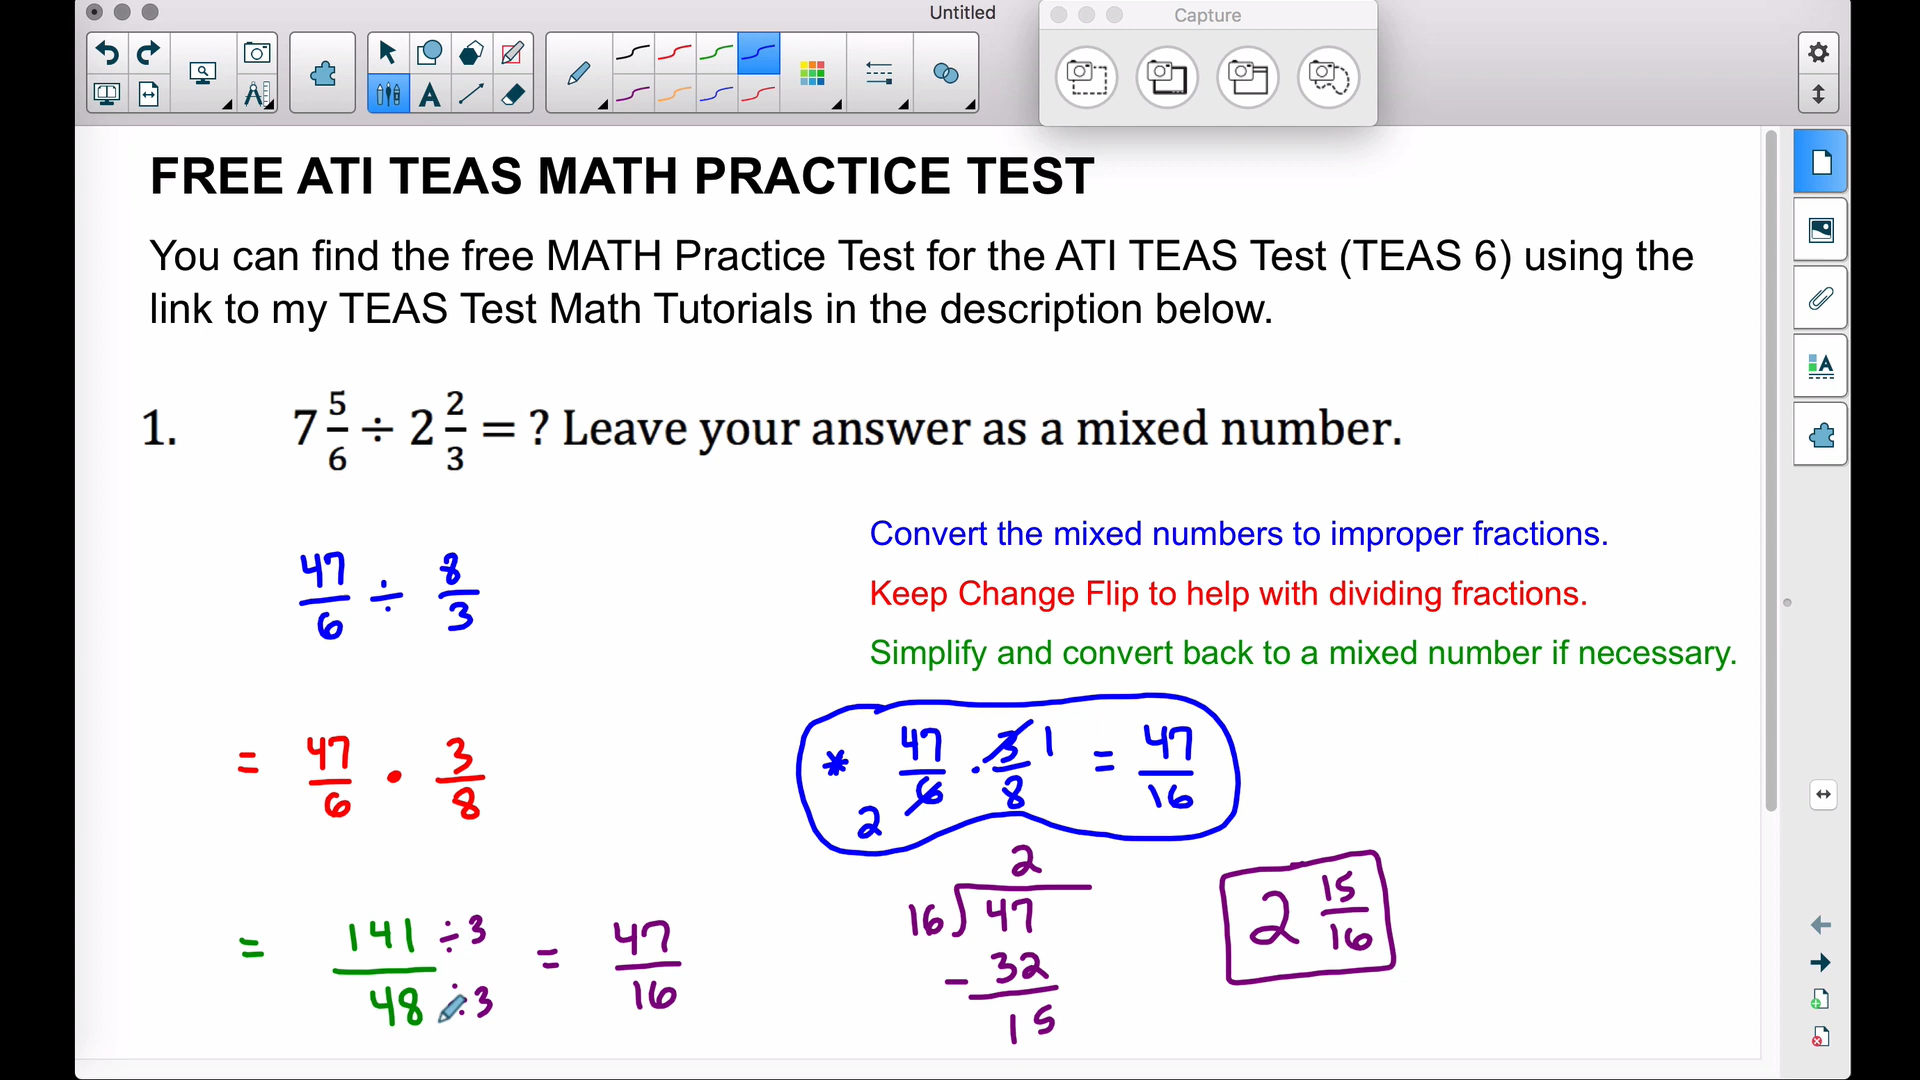 Untitled
Capture
FREE ATI TEAS MATH PRACTICE TEST
You can find the free MATH Practice Test for the ATI TEAS Test (TEAS 6) using the
link to my TEAS Test Math Tutorials in the description below.
1. 7 5/6 ÷ 2 2/3 = ? Leave your answer as a mixed number.
Convert the mixed numbers to improper fractions.
47/6 ÷ 8/3
Keep Change Flip to help with dividing fractions.
Simplify and convert back to a mixed number if necessary.
= 47/6 • 3/8
* 47/6 · 3/8 = 47/16
1
2
= 141/48 ÷3/÷3 = 47/16
2
16 47
- 32
15
2 15/16